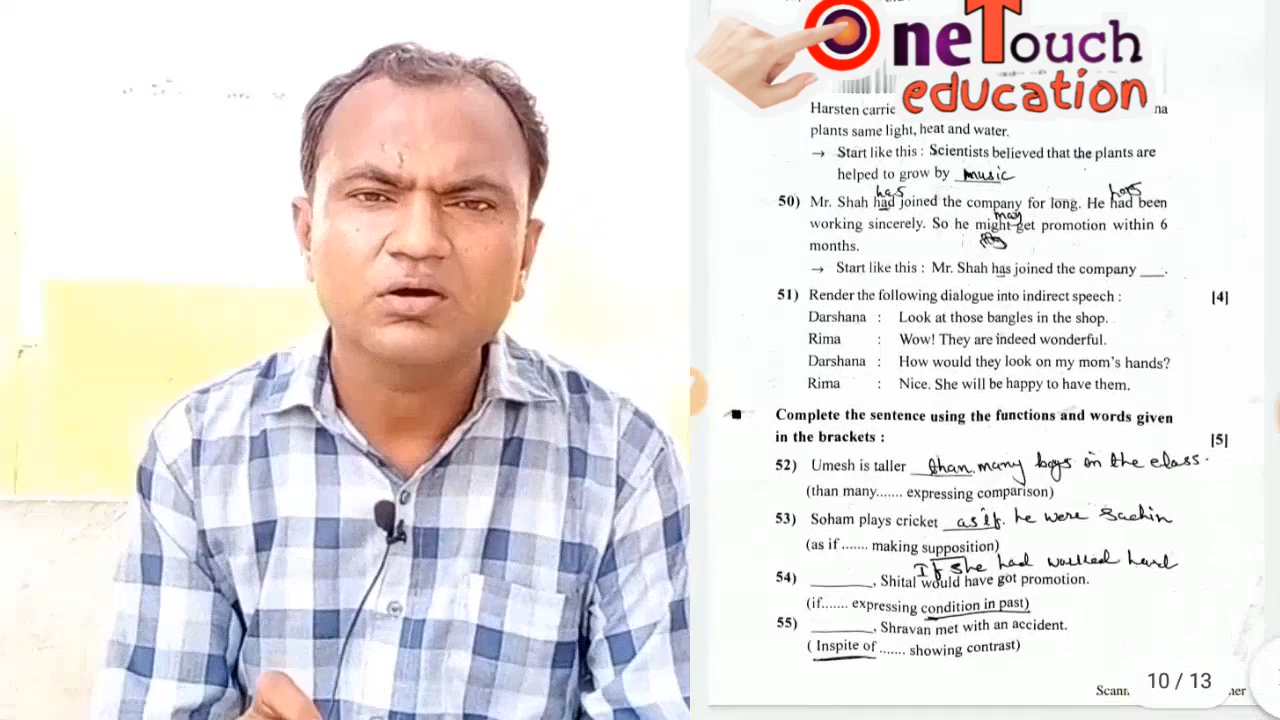 OneTouch
education
Harsten carrie
plants same light, heat and water.
→ Start like this : Scientists believed that the plants are
helped to grow by music
has has
50) Mr. Shah had joined the company for long. He had been
may
working sincerely. So he might get promotion within 6
months.
→ Start like this : Mr. Shah has joined the company ___.
51) Render the following dialogue into indirect speech : [4]
Darshana : Look at those bangles in the shop.
Rima : Wow! They are indeed wonderful.
Darshana : How would they look on my mom's hands?
Rima : Nice. She will be happy to have them.
■ Complete the sentence using the functions and words given
in the brackets : [5]
52) Umesh is taller than many boys in the class.
(than many....... expressing comparison)
53) Soham plays cricket as if he were Sachin
(as if ....... making supposition)
If she had worked hard
54) ______, Shital would have got promotion.
(if....... expressing condition in past)
55) ______, Shravan met with an accident.
( Inspite of ....... showing contrast)
10 / 13
Scann